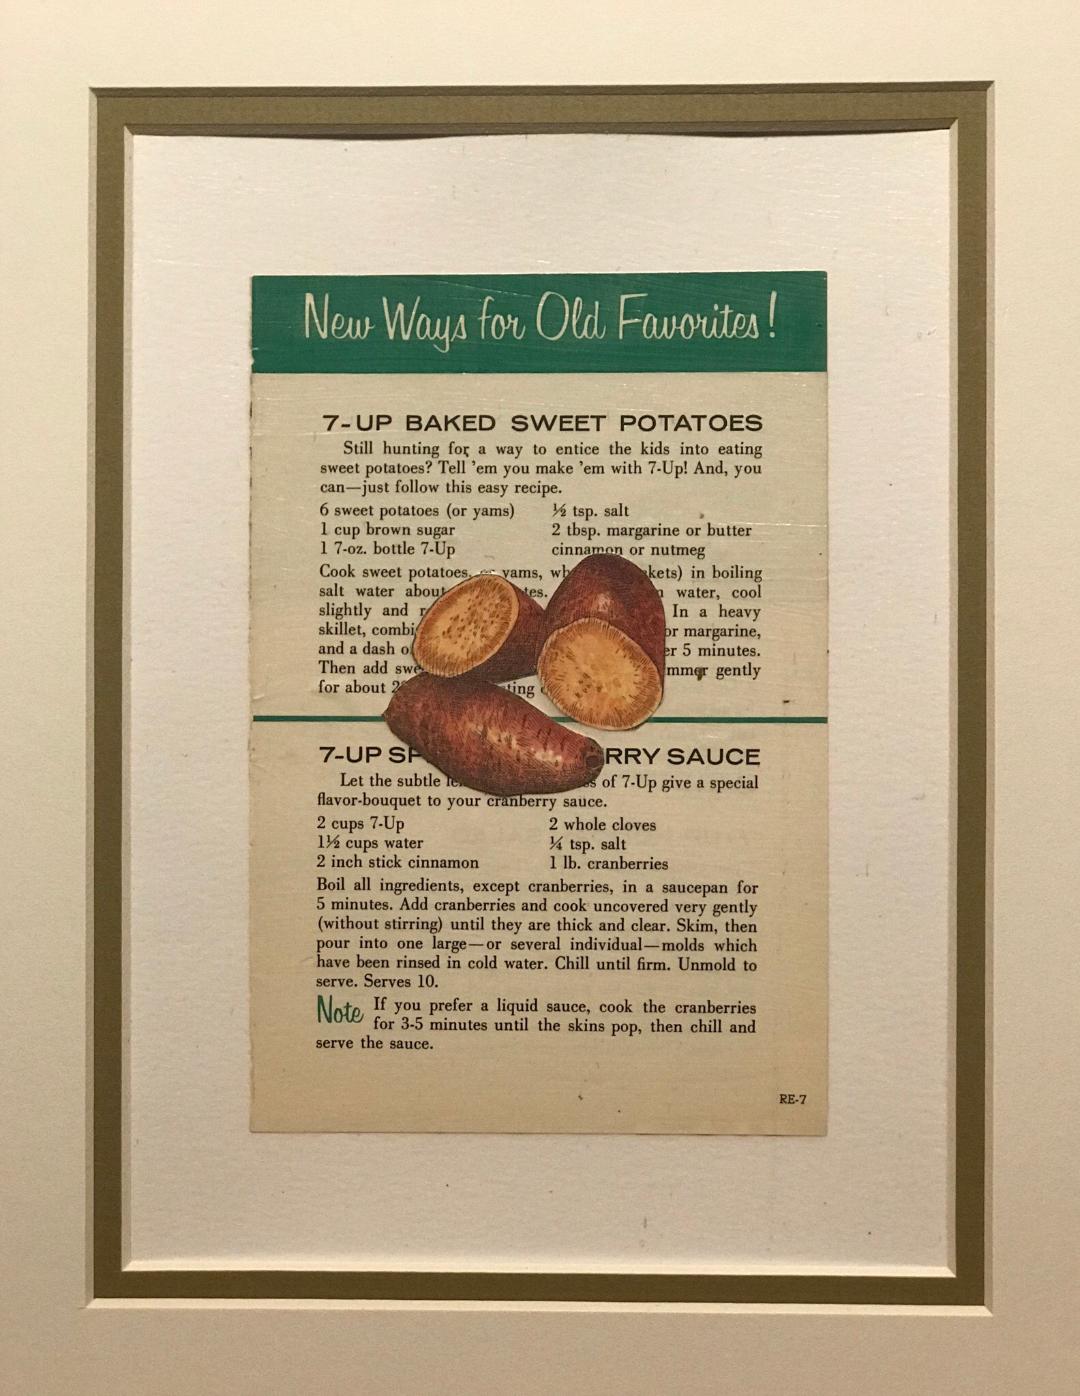 New Ways for Old Favorites!
7-UP BAKED SWEET POTATOES
Still hunting for a way to entice the kids into eating
sweet potatoes? Tell 'em you make 'em with 7-Up! And, you
can—just follow this easy recipe.
6 sweet potatoes (or yams)
1 cup brown sugar
1 7-oz. bottle 7-Up
½ tsp. salt
2 tbsp. margarine or butter
cinnamon or nutmeg
Cook sweet potatoes, yams, in boiling
salt water about water, cool
slightly and In a heavy
skillet, or margarine,
and a dash 5 minutes.
Then add gently
for about
7-UP SAUCE
Let the subtle of 7-Up give a special
flavor-bouquet to your cranberry sauce.
2 cups 7-Up
1½ cups water
2 inch stick cinnamon
2 whole cloves
¼ tsp. salt
1 lb. cranberries
Boil all ingredients, except cranberries, in a saucepan for
5 minutes. Add cranberries and cook uncovered very gently
(without stirring) until they are thick and clear. Skim, then
pour into one large—or several individual—molds which
have been rinsed in cold water. Chill until firm. Unmold to
serve. Serves 10.
Note If you prefer a liquid sauce, cook the cranberries
for 3-5 minutes until the skins pop, then chill and
serve the sauce.
RE-7